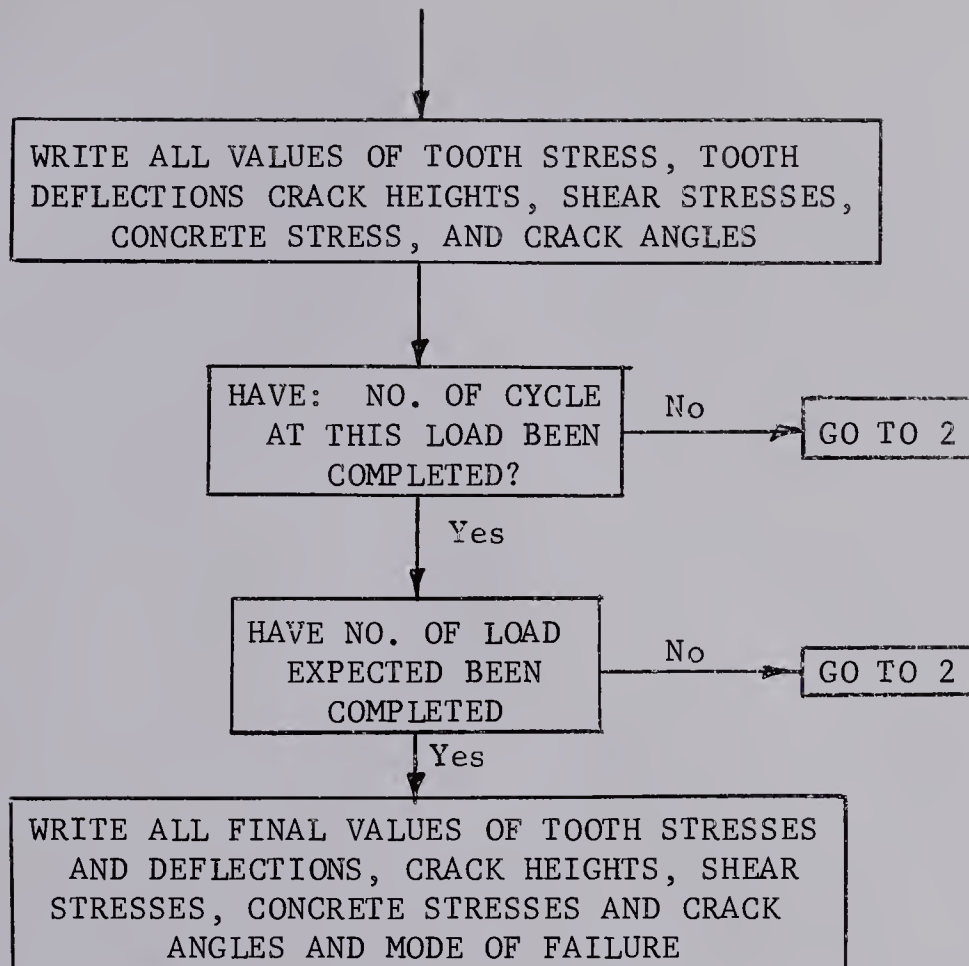 WRITE ALL VALUES OF TOOTH STRESS, TOOTH
DEFLECTIONS CRACK HEIGHTS, SHEAR STRESSES,
CONCRETE STRESS, AND CRACK ANGLES
HAVE: NO. OF CYCLE
AT THIS LOAD BEEN
COMPLETED?
No
GO TO 2
Yes
HAVE NO. OF LOAD
EXPECTED BEEN
COMPLETED
No
GO TO 2
Yes
WRITE ALL FINAL VALUES OF TOOTH STRESSES
AND DEFLECTIONS, CRACK HEIGHTS, SHEAR
STRESSES, CONCRETE STRESSES AND CRACK
ANGLES AND MODE OF FAILURE